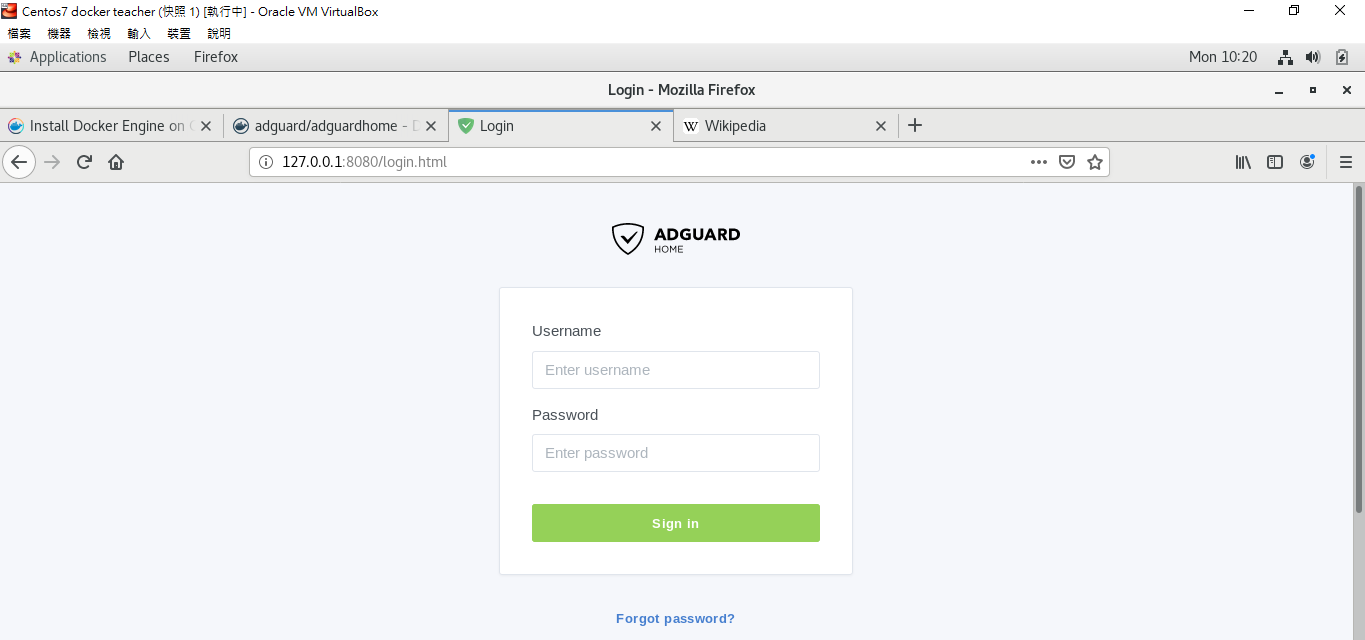 Centos7 docker teacher (快照 1) [執行中] - Oracle VM VirtualBox
檔案 機器 檢視 輸入 裝置 說明
Applications Places Firefox Mon 10:20
Login - Mozilla Firefox
Install Docker Engine on adguard/adguardhome - Login Wikipedia
127.0.0.1:8080/login.html
ADGUARD
HOME
Username
Enter username
Password
Enter password
Sign in
Forgot password?